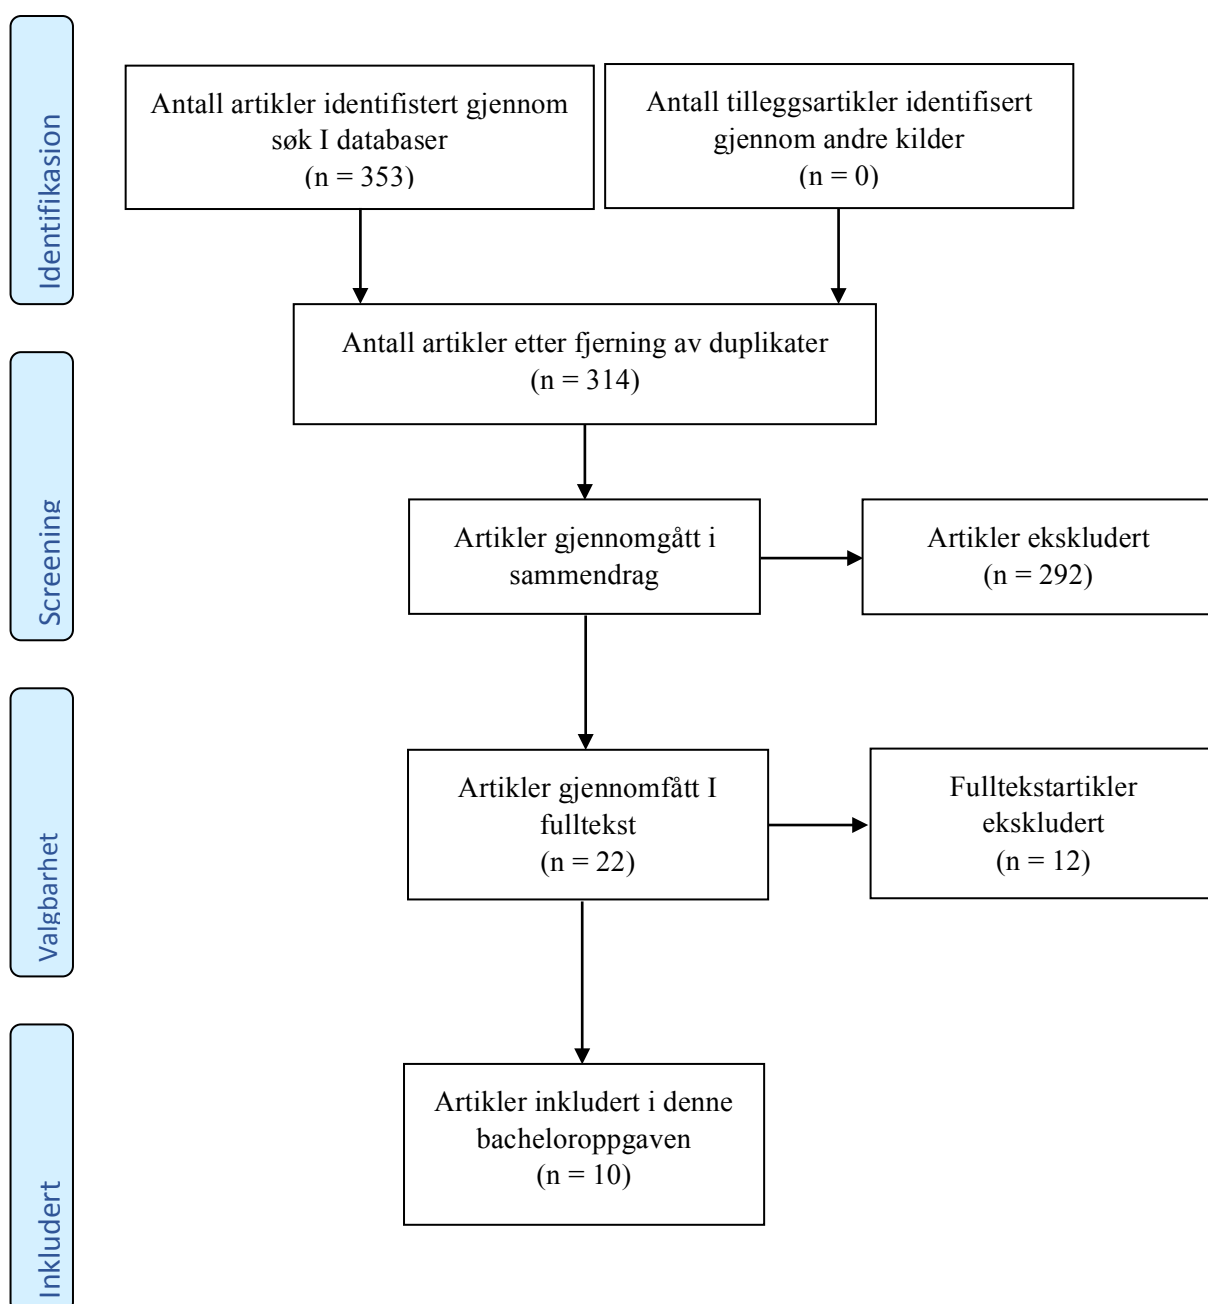 Identifikasion
Antall artikler identifistert gjennom
søk I databaser
(n = 353)
Antall tilleggsartikler identifisert
gjennom andre kilder
(n = 0)
Antall artikler etter fjerning av duplikater
(n = 314)
Screening
Artikler gjennomgått i
sammendrag
Artikler ekskludert
(n = 292)
Valgbarhet
Artikler gjennomfått I
fulltekst
(n = 22)
Fulltekstartikler
ekskludert
(n = 12)
Inkludert
Artikler inkludert i denne
bacheloroppgaven
(n = 10)